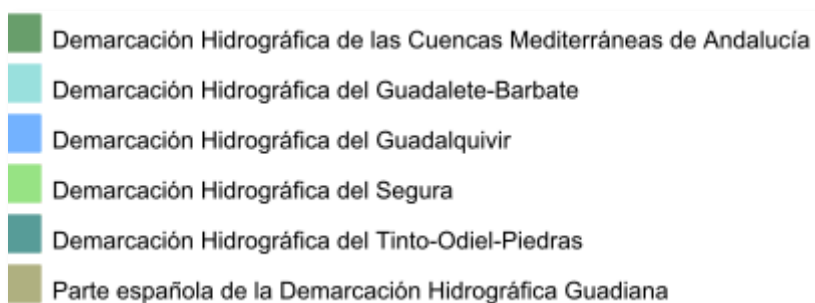 Demarcación Hidrográfica de las Cuencas Mediterráneas de Andalucía
Demarcación Hidrográfica del Guadalete-Barbate
Demarcación Hidrográfica del Guadalquivir
Demarcación Hidrográfica del Segura
Demarcación Hidrográfica del Tinto-Odiel-Piedras
Parte española de la Demarcación Hidrográfica Guadiana